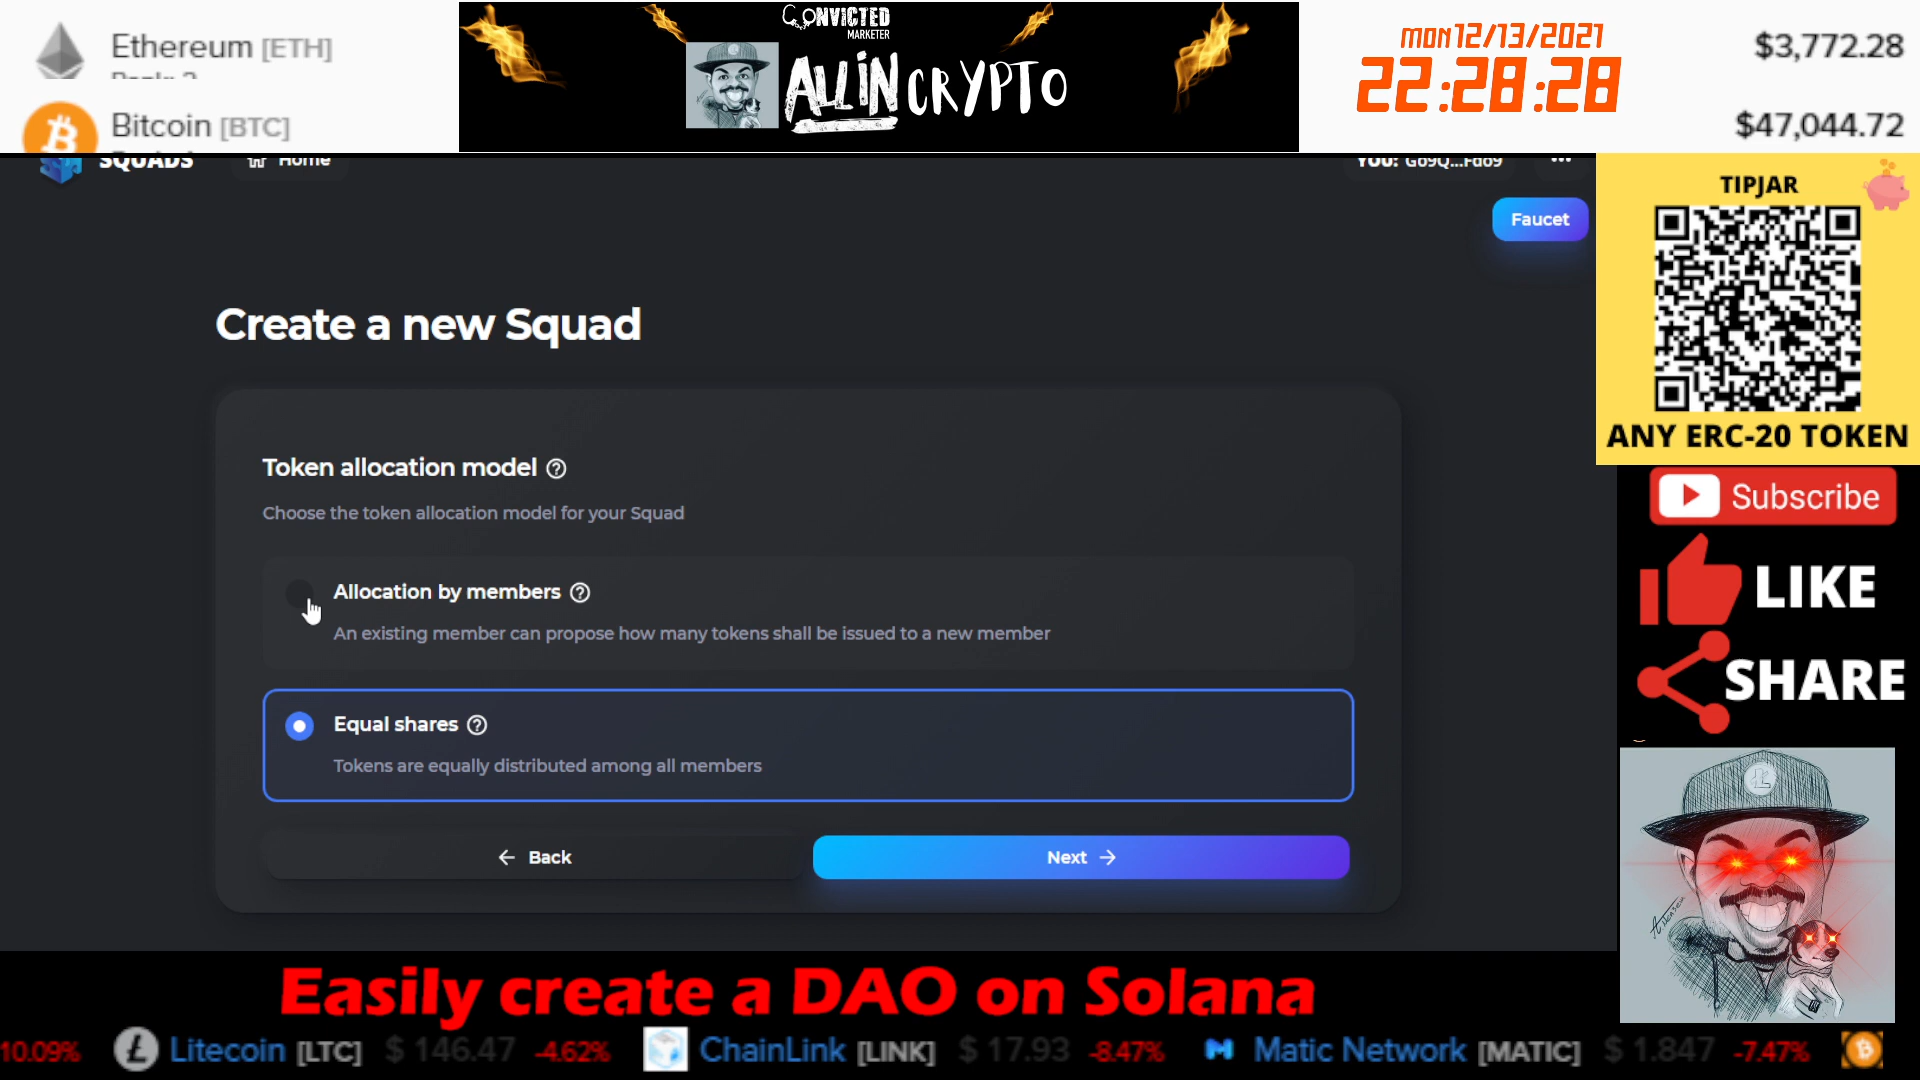 Ethereum [ETH]
Bitcoin [BTC]
CONVICTED
MARKETER
ALL IN CRYPTO
MON 12/13/2021
22:28:28
$3,772.28
$47,044.72
SQUADS
Home
YOU: Go9Q...Fdo9
...
Faucet
TIPJAR
ANY ERC-20 TOKEN
Create a new Squad
Token allocation model ?
Choose the token allocation model for your Squad
Allocation by members ?
An existing member can propose how many tokens shall be issued to a new member
Equal shares ?
Tokens are equally distributed among all members
← Back
Next →
Subscribe
LIKE
SHARE
Easily create a DAO on Solana
10.09%
Litecoin [LTC] $ 146.47 -4.62%
ChainLink [LINK] $ 17.93 -8.47%
Matic Network [MATIC] $ 1.847 -7.47%